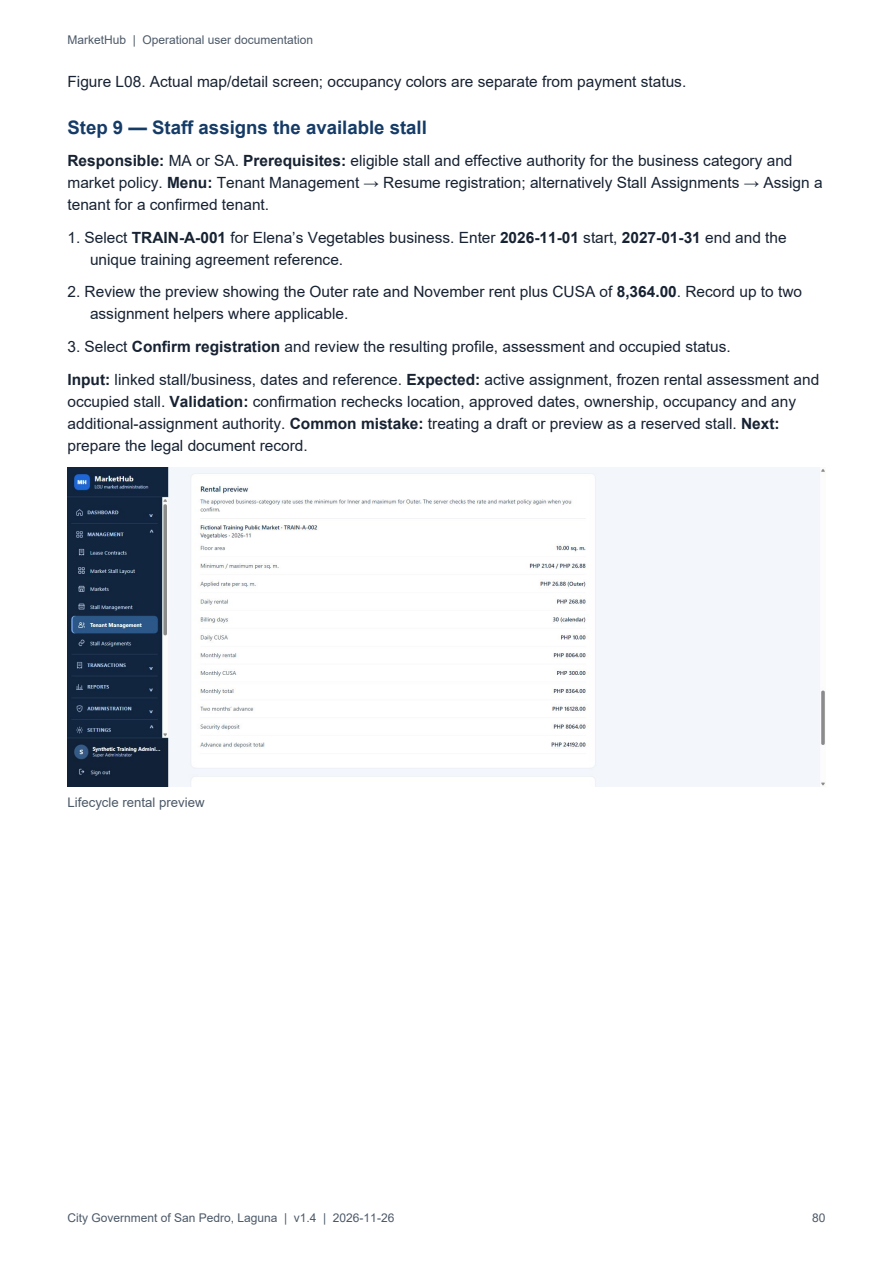 MarketHub | Operational user documentation
Figure L08. Actual map/detail screen; occupancy colors are separate from payment status.
Step 9 — Staff assigns the available stall
Responsible: MA or SA. Prerequisites: eligible stall and effective authority for the business category and
market policy. Menu: Tenant Management → Resume registration; alternatively Stall Assignments → Assign a
tenant for a confirmed tenant.
1. Select TRAIN-A-001 for Elena’s Vegetables business. Enter 2026-11-01 start, 2027-01-31 end and the
unique training agreement reference.
2. Review the preview showing the Outer rate and November rent plus CUSA of 8,364.00. Record up to two
assignment helpers where applicable.
3. Select Confirm registration and review the resulting profile, assessment and occupied status.
Input: linked stall/business, dates and reference. Expected: active assignment, frozen rental assessment and
occupied stall. Validation: confirmation rechecks location, approved dates, ownership, occupancy and any
additional-assignment authority. Common mistake: treating a draft or preview as a reserved stall. Next:
prepare the legal document record.
MH
MarketHub
LGU market administration
DASHBOARD
MANAGEMENT
Lease Contracts
Market Stall Layout
Markets
Stall Management
Tenant Management
Stall Assignments
TRANSACTIONS
REPORTS
ADMINISTRATION
SETTINGS
S
Synthetic Training Admini...
Super Administrator
Sign out
Rental preview
The approved business-category rate uses the minimum for Inner and maximum for Outer. The server checks the rate and market policy again when you
confirm.
Fictional Training Public Market · TRAIN-A-002
Vegetables · 2026-11
Floor area 10.00 sq. m.
Minimum / maximum per sq. m. PHP 21.04 / PHP 26.88
Applied rate per sq. m. PHP 26.88 (Outer)
Daily rental PHP 268.80
Billing days 30 (calendar)
Daily CUSA PHP 10.00
Monthly rental PHP 8064.00
Monthly CUSA PHP 300.00
Monthly total PHP 8364.00
Two months' advance PHP 16128.00
Security deposit PHP 8064.00
Advance and deposit total PHP 24192.00
Lifecycle rental preview
City Government of San Pedro, Laguna | v1.4 | 2026-11-26 80